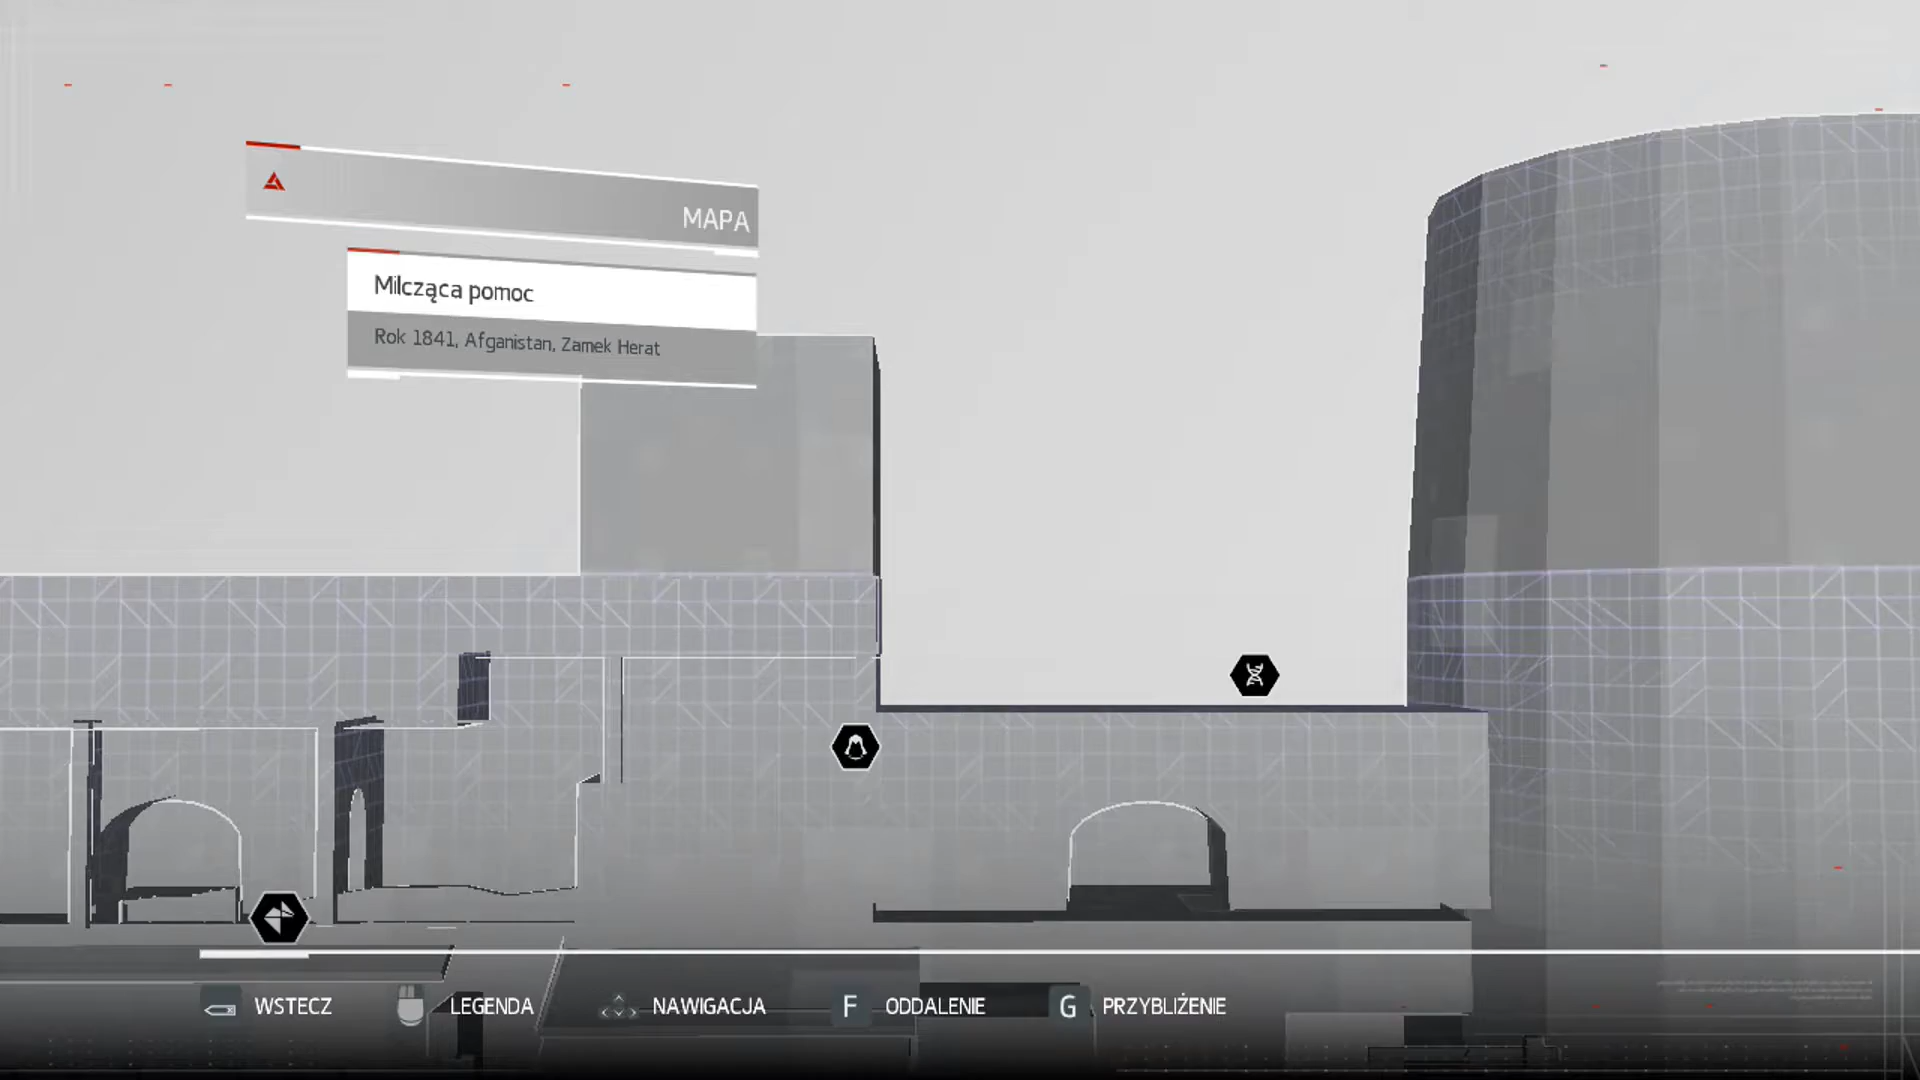 MAPA
Milcząca pomoc
Rok 1841, Afganistan, Zamek Herat
WSTECZ
LEGENDA
NAWIGACJA
F ODDALENIE
G PRZYBLIŻENIE